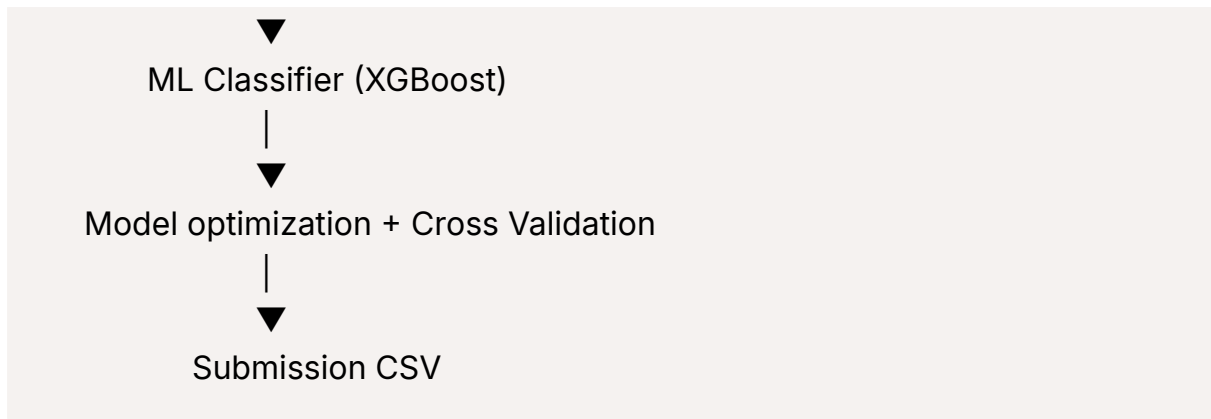 ▼
ML Classifier (XGBoost)
│
▼
Model optimization + Cross Validation
│
▼
Submission CSV